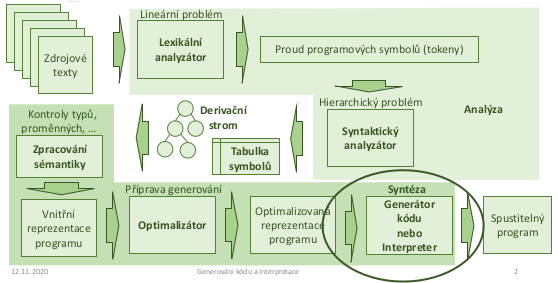 Lineární problém
Zdrojové
texty
Lexikální
analyzátor
Proud programových symbolů (tokeny)
Hierarchický problém
Analýza
Kontroly typů,
proměnných, ...
Derivační
strom
Syntaktický
analyzátor
Zpracování
sémantiky
Tabulka
symbolů
Příprava generování
Syntéza
Vnitřní
reprezentace
programu
Optimalizátor
Optimalizovaná
reprezentace
programu
Generátor
kódu
nebo
Interpreter
Spustitelný
program
12.11.2020
Generování kódu a interpretace
2